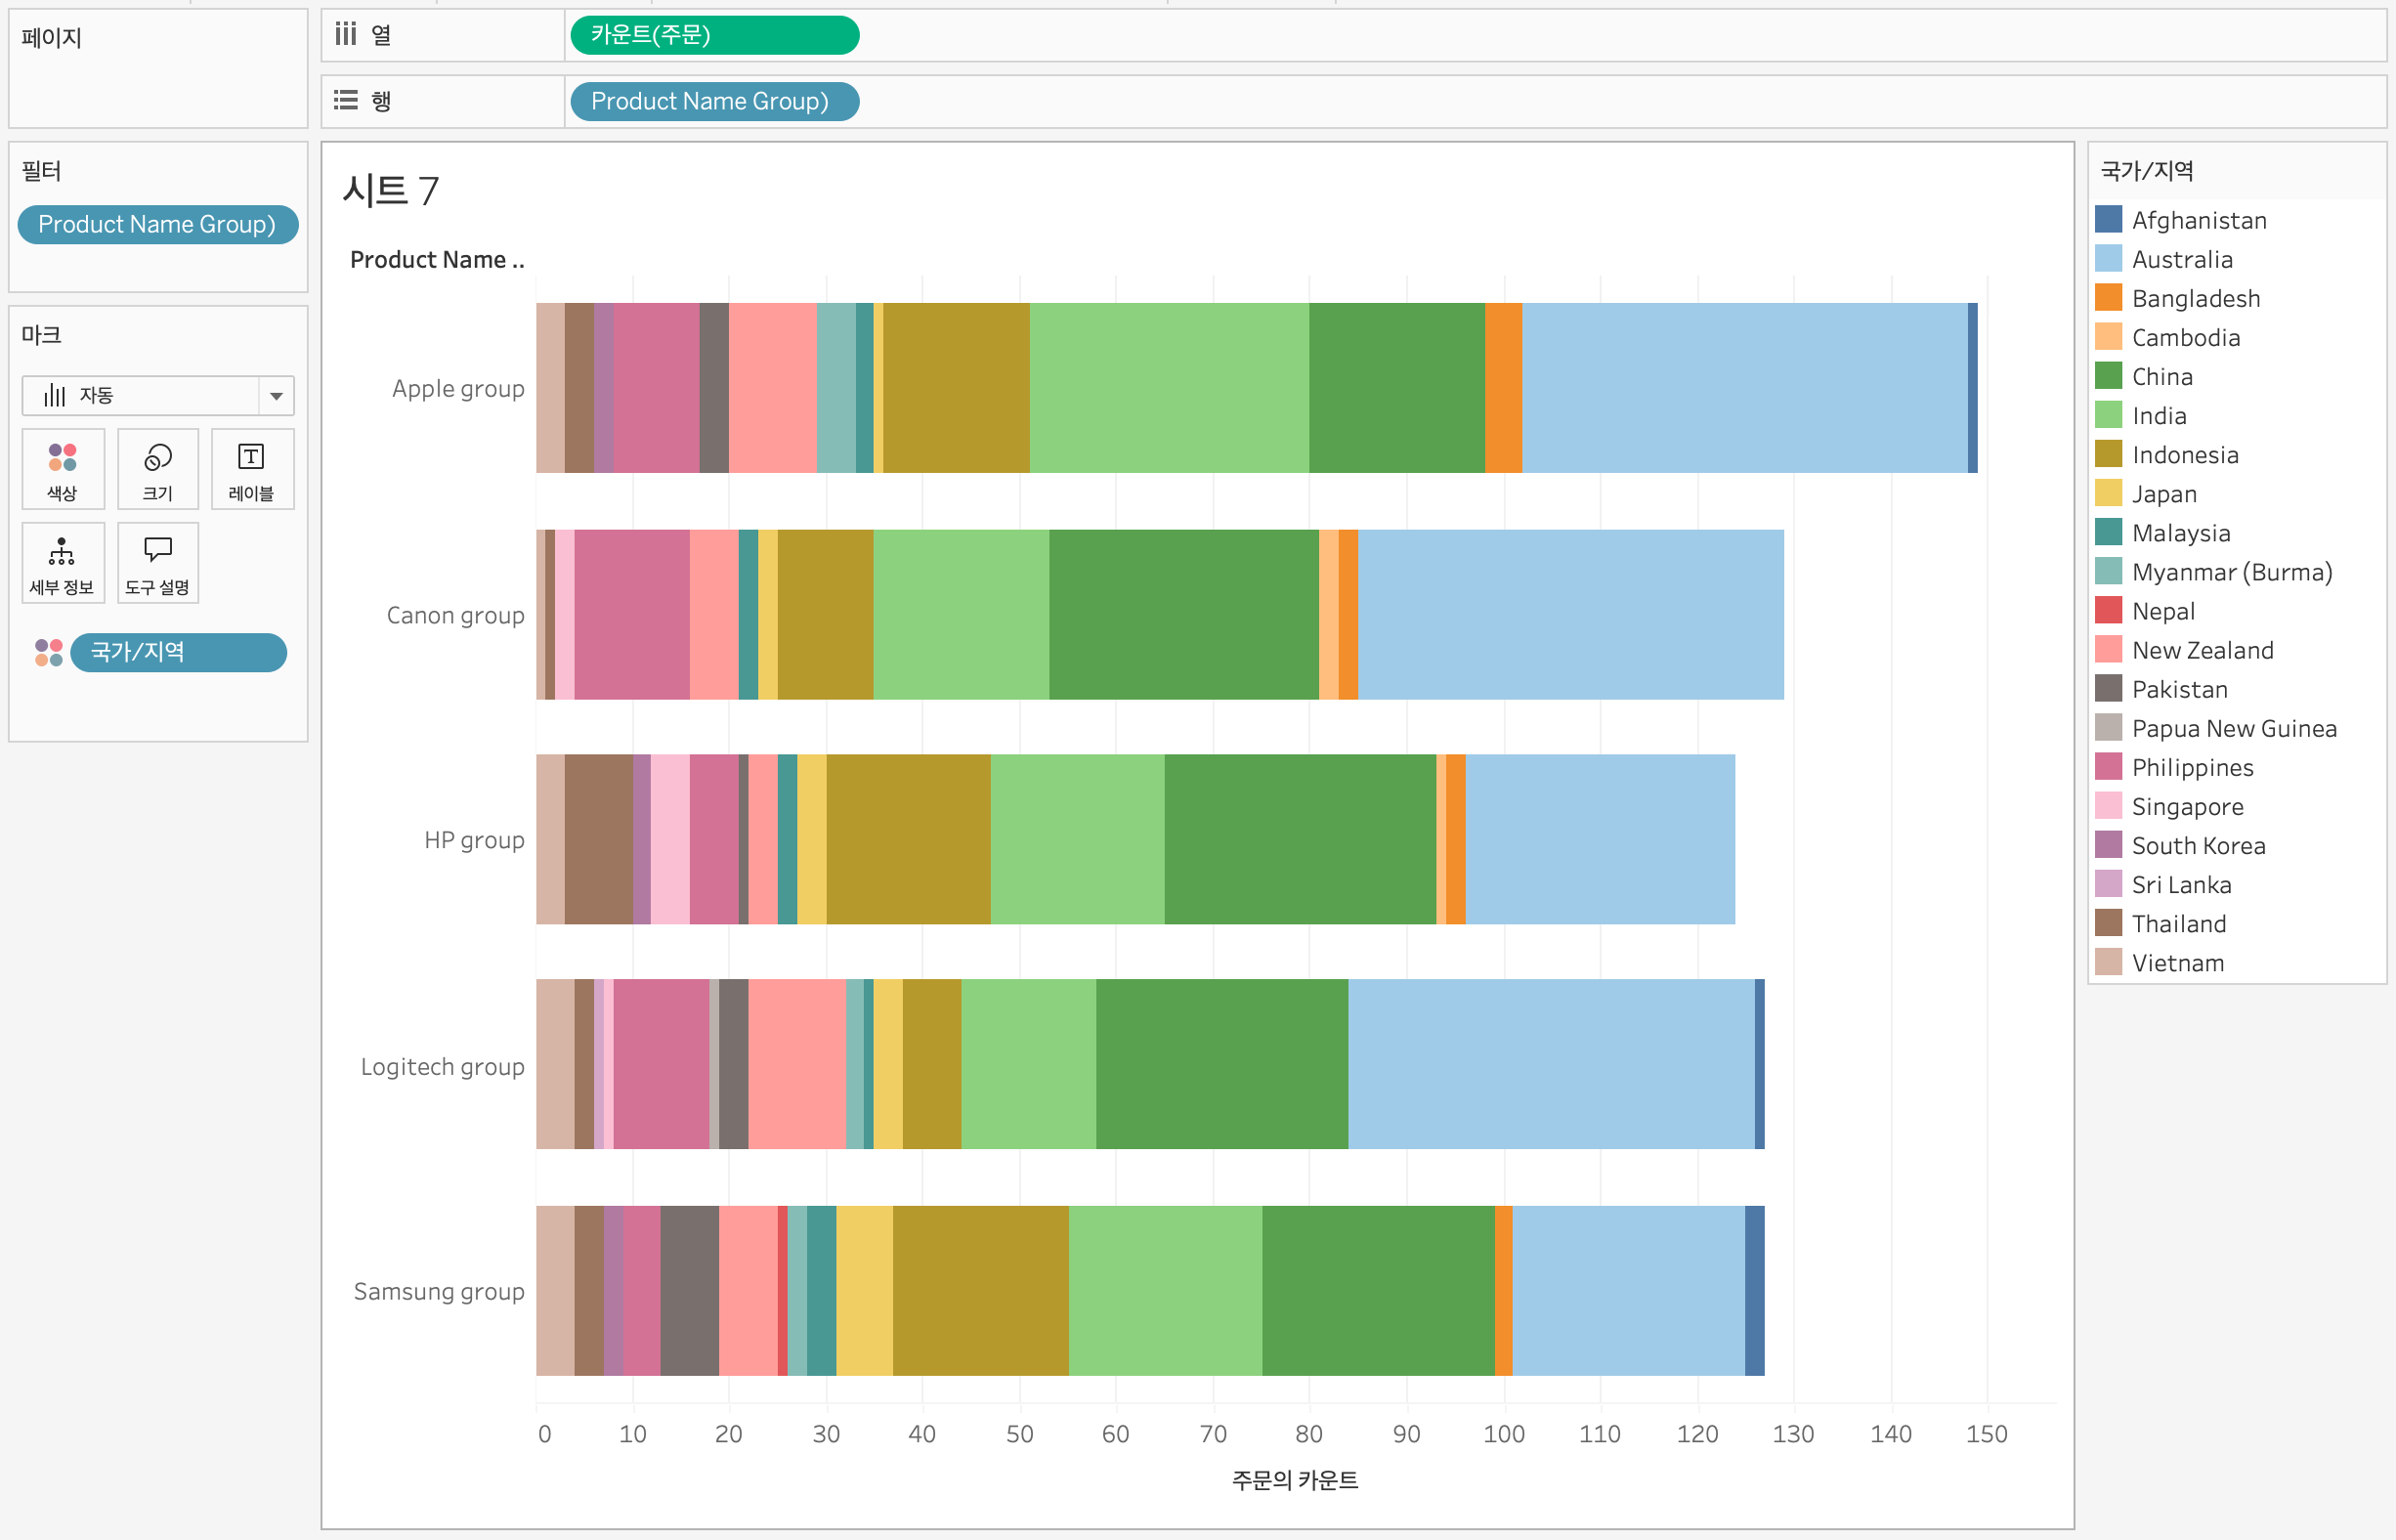 페이지
열
카운트(주문)
행
Product Name Group)
필터
Product Name Group)
마크
자동
색상
크기
레이블
세부 정보
도구 설명
국가/지역
시트 7
Product Name ..
Apple group
Canon group
HP group
Logitech group
Samsung group
0 10 20 30 40 50 60 70 80 90 100 110 120 130 140 150
주문의 카운트
국가/지역
Afghanistan
Australia
Bangladesh
Cambodia
China
India
Indonesia
Japan
Malaysia
Myanmar (Burma)
Nepal
New Zealand
Pakistan
Papua New Guinea
Philippines
Singapore
South Korea
Sri Lanka
Thailand
Vietnam